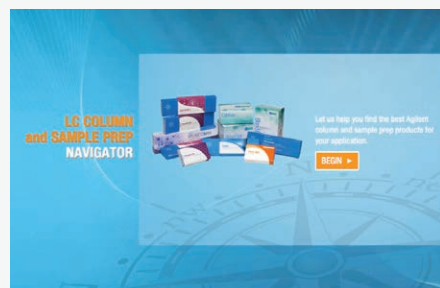 LC COLUMN
and SAMPLE PREP
NAVIGATOR
Let us help you find the best Agilent
column and sample prep products for
your application.
BEGIN ►